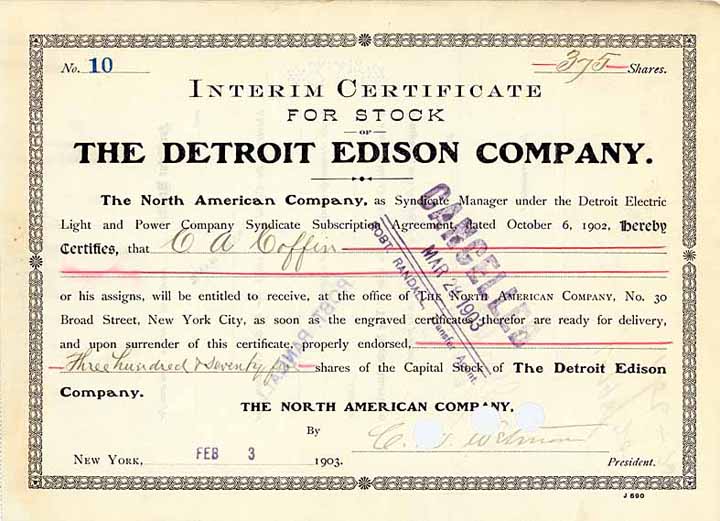 No. 10 375 Shares.
INTERIM CERTIFICATE
FOR STOCK
OF
THE DETROIT EDISON COMPANY.
The North American Company, as Syndicate Manager under the Detroit Electric
Light and Power Company Syndicate Subscription Agreement, dated October 6, 1902, Hereby
Certifies, that C A Coffin
or his assigns, will be entitled to receive, at the office of THE NORTH AMERICAN COMPANY, No. 30
Broad Street, New York City, as soon as the engraved certificates therefor are ready for delivery,
and upon surrender of this certificate, properly endorsed,
Three hundred & seventy five shares of the Capital Stock of The Detroit Edison
Company.
THE NORTH AMERICAN COMPANY.
By C.
NEW YORK, FEB 3 1903. President.
J 690
CANCELLED
MAR 1903
ROBT. RANDALL Transfer Agent.